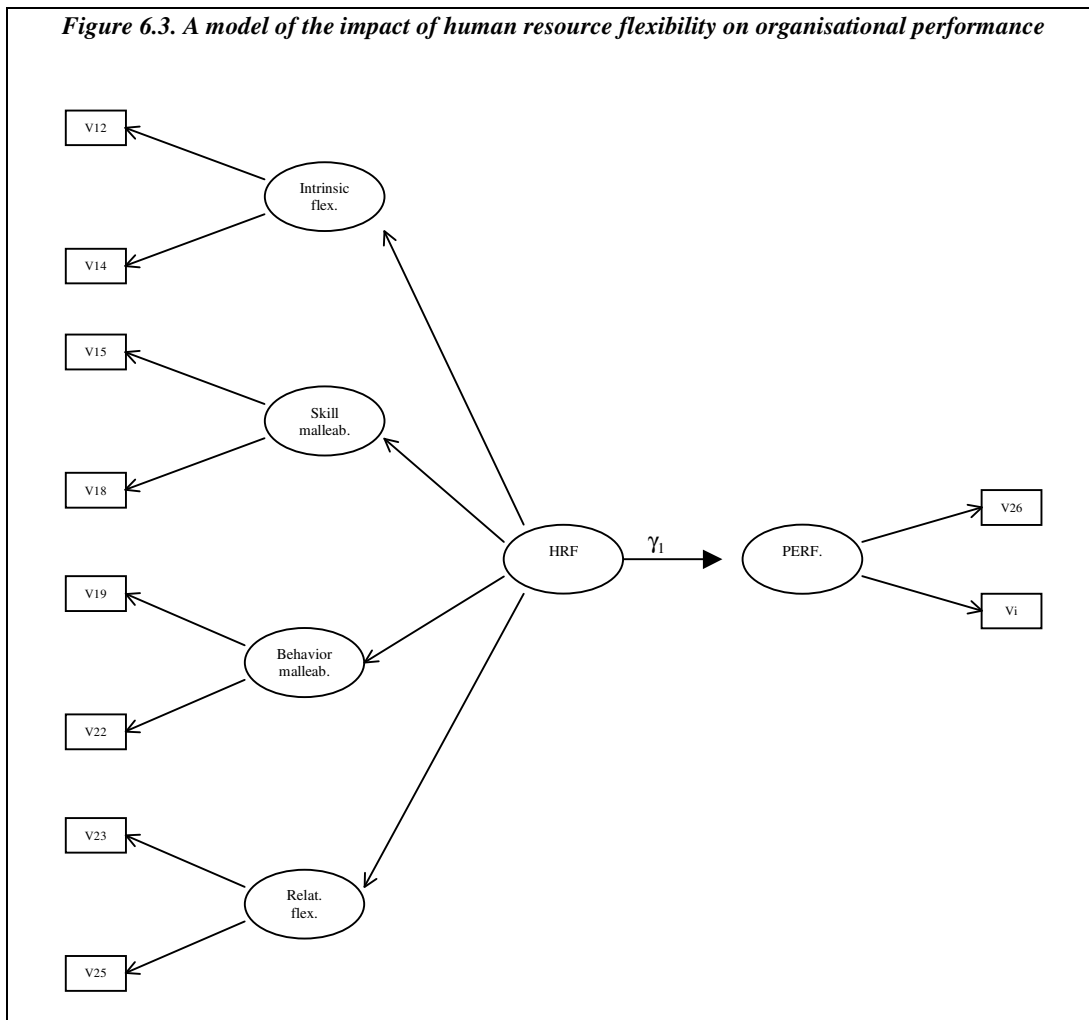 Figure 6.3. A model of the impact of human resource flexibility on organisational performance
V12
Intrinsic
flex.
V14
V15
Skill
malleab.
V18
V19
Behavior
malleab.
V22
V23
Relat.
flex.
V25
HRF
γ1
PERF.
V26
Vi